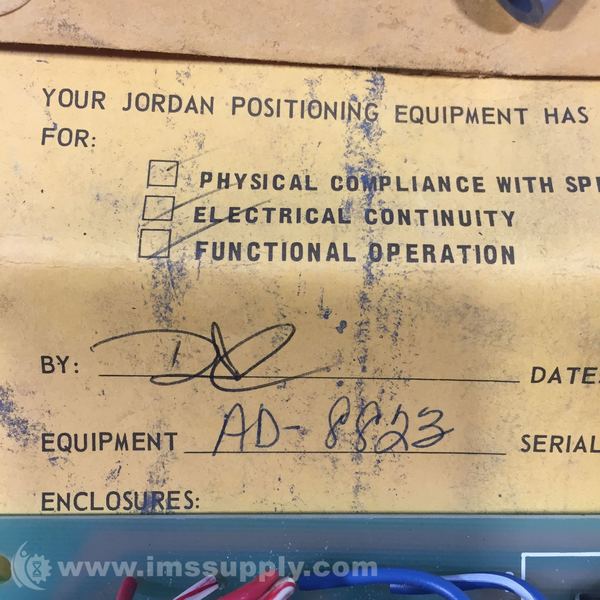 YOUR JORDAN POSITIONING EQUIPMENT HAS
FOR:
PHYSICAL COMPLIANCE WITH SP
ELECTRICAL CONTINUITY
FUNCTIONAL OPERATION
BY: DATE
EQUIPMENT AD-8823 SERIAL
ENCLOSURES:
www.imssupply.com